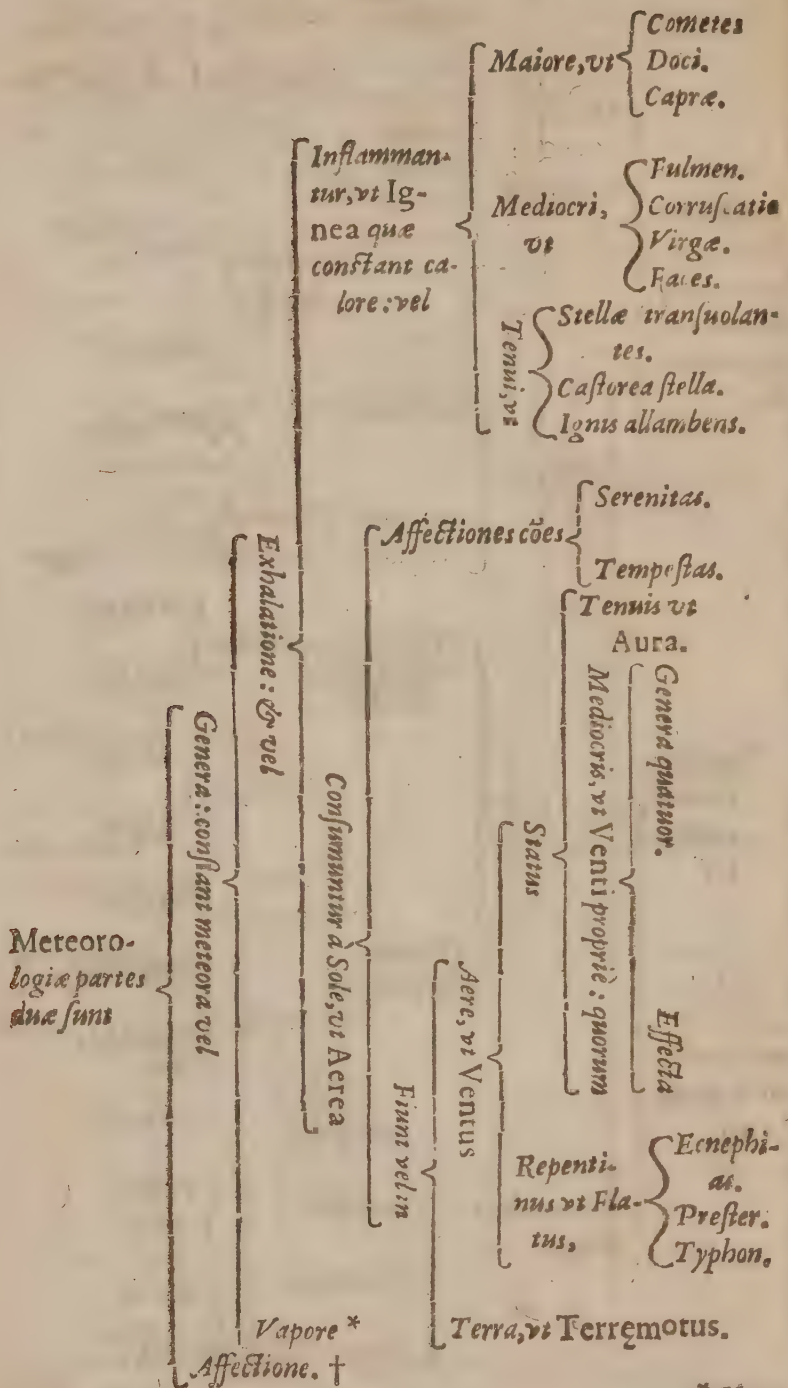 Meteoro-
logiæ partes
duæ sunt
Genera: constant meteora vel
Exhalatione: & vel
Inflamman-
tur, vt Ig-
nea quæ
constant ca-
lore: vel
Maiore, vt
Cometes
Doci.
Capræ.
Mediocri,
vt
Fulmen.
Corruscatio
Virgæ.
Faces.
Tenui, vt
Stellæ transuolan-
tes.
Castorea stella.
Ignis allambens.
Consumuntur à Sole, vt Aerea
Affectiones cões
Serenitas.
Tempestas.
Fiunt vel in
Aere, vt Ventus
Status
Tenuis vt
Aura.
Mediocris, vt Venti propriè: quorum
Genera quatuor.
Effecta
Repenti-
nus vt Fla-
tus,
Ecnephi-
as.
Prester.
Typhon.
Terra, vt Terręmotus.
Vapore *
Affectione. †